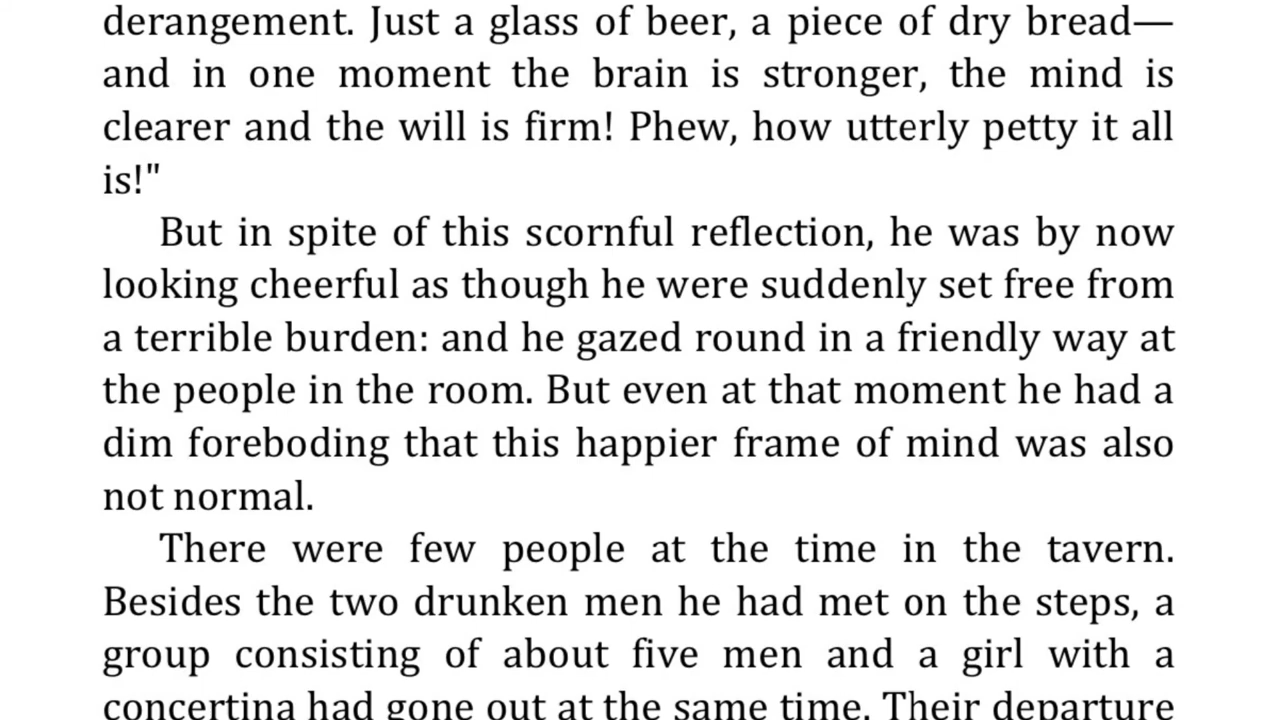 derangement. Just a glass of beer, a piece of dry bread—
and in one moment the brain is stronger, the mind is
clearer and the will is firm! Phew, how utterly petty it all
is!"
But in spite of this scornful reflection, he was by now
looking cheerful as though he were suddenly set free from
a terrible burden: and he gazed round in a friendly way at
the people in the room. But even at that moment he had a
dim foreboding that this happier frame of mind was also
not normal.
There were few people at the time in the tavern.
Besides the two drunken men he had met on the steps, a
group consisting of about five men and a girl with a
concertina had gone out at the same time. Their departure